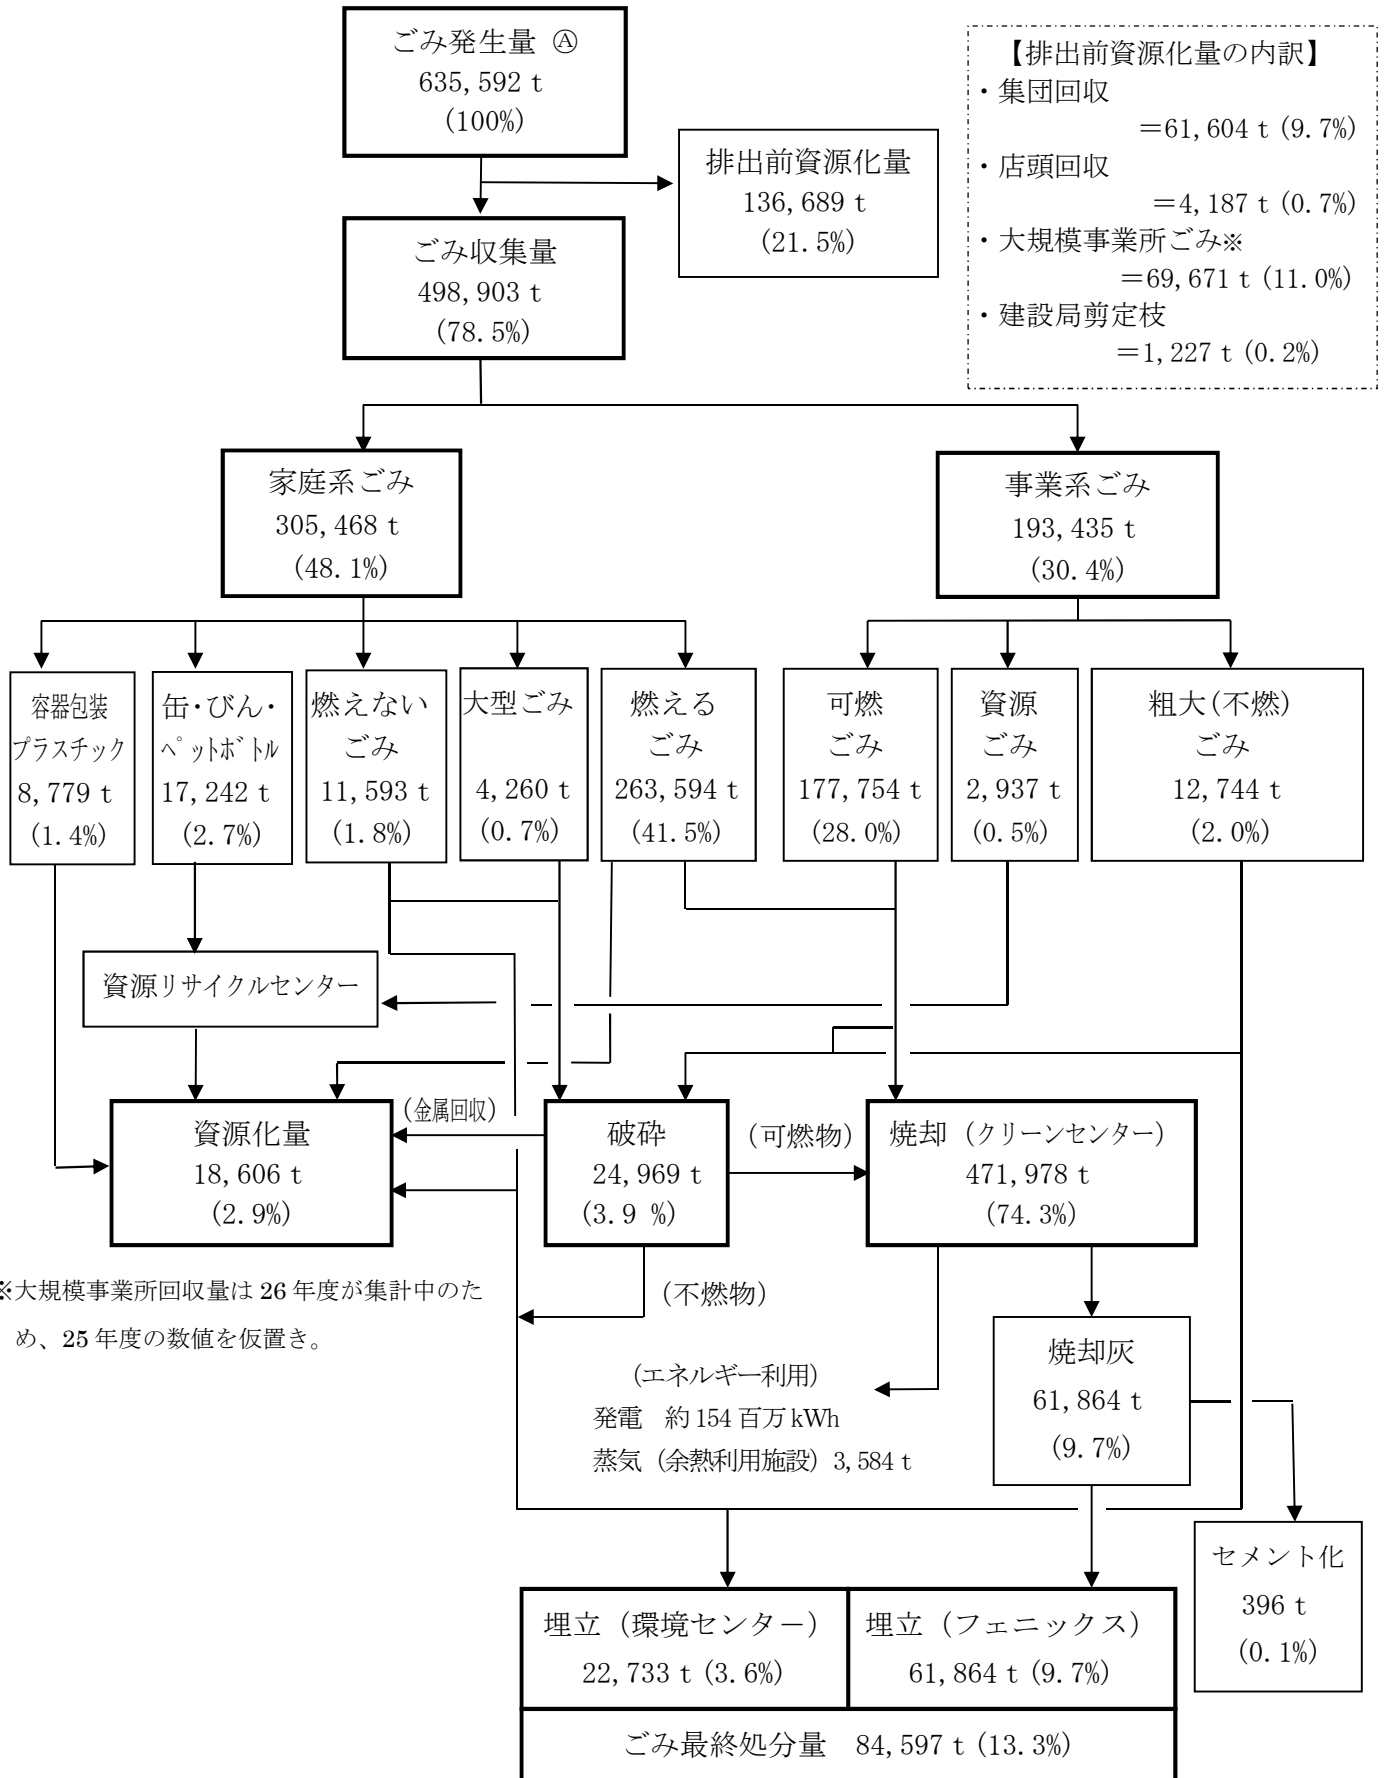 ごみ発生量 Ⓐ
635,592 t
(100%)
【排出前資源化量の内訳】
・集団回収
＝61,604 t (9.7%)
・店頭回収
＝4,187 t (0.7%)
・大規模事業所ごみ※
＝69,671 t (11.0%)
・建設局剪定枝
＝1,227 t (0.2%)
排出前資源化量
136,689 t
(21.5%)
ごみ収集量
498,903 t
(78.5%)
家庭系ごみ
305,468 t
(48.1%)
事業系ごみ
193,435 t
(30.4%)
容器包装
プラスチック
8,779 t
(1.4%)
缶・びん・
ペットボトル
17,242 t
(2.7%)
燃えない
ごみ
11,593 t
(1.8%)
大型ごみ
4,260 t
(0.7%)
燃える
ごみ
263,594 t
(41.5%)
可燃
ごみ
177,754 t
(28.0%)
資源
ごみ
2,937 t
(0.5%)
粗大(不燃)
ごみ
12,744 t
(2.0%)
資源リサイクルセンター
資源化量
18,606 t
(2.9%)
(金属回収)
破砕
24,969 t
(3.9 %)
(可燃物)
焼却 (クリーンセンター)
471,978 t
(74.3%)
※大規模事業所回収量は 26 年度が集計中のた
め、25 年度の数値を仮置き。
(不燃物)
(エネルギー利用)
発電　約 154 百万 kWh
蒸気 (余熱利用施設) 3,584 t
焼却灰
61,864 t
(9.7%)
セメント化
396 t
(0.1%)
埋立 (環境センター)
22,733 t (3.6%)
埋立 (フェニックス)
61,864 t (9.7%)
ごみ最終処分量　84,597 t (13.3%)